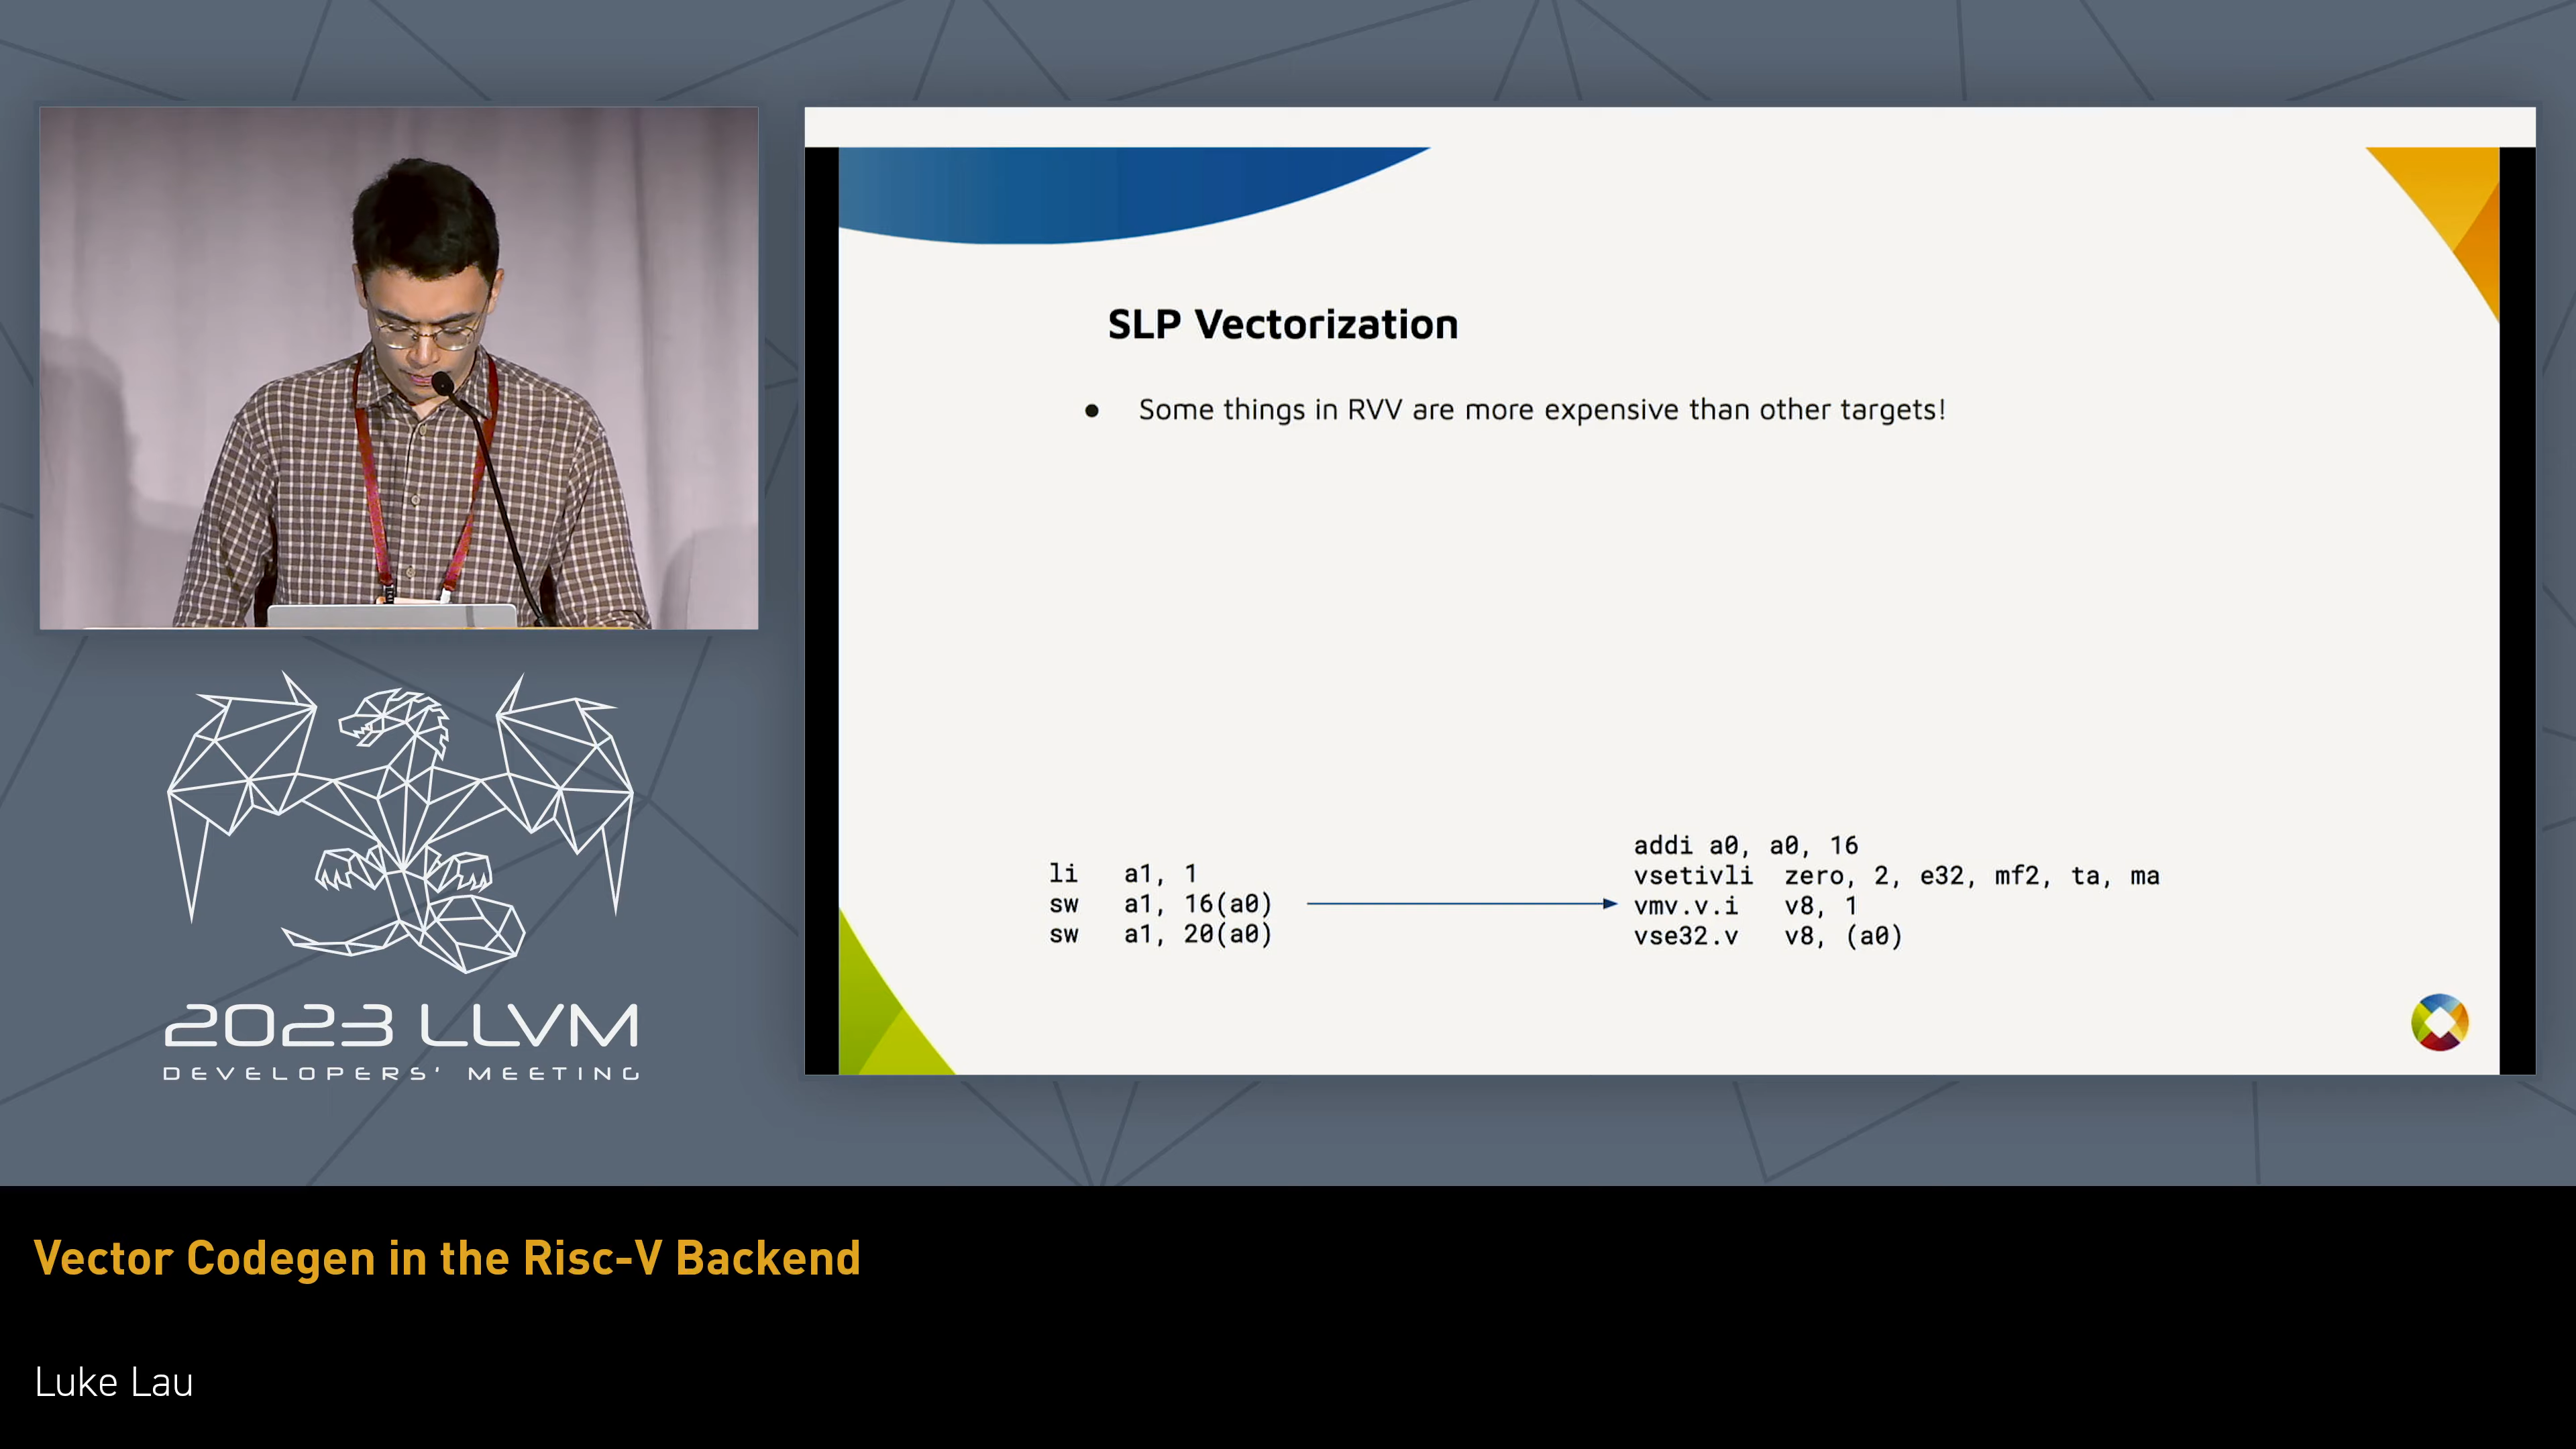 SLP Vectorization
● Some things in RVV are more expensive than other targets!
li a1, 1
sw a1, 16(a0)
sw a1, 20(a0)
addi a0, a0, 16
vsetivli zero, 2, e32, mf2, ta, ma
vmv.v.i v8, 1
vse32.v v8, (a0)
2023 LLVM
DEVELOPERS' MEETING
Vector Codegen in the Risc-V Backend
Luke Lau